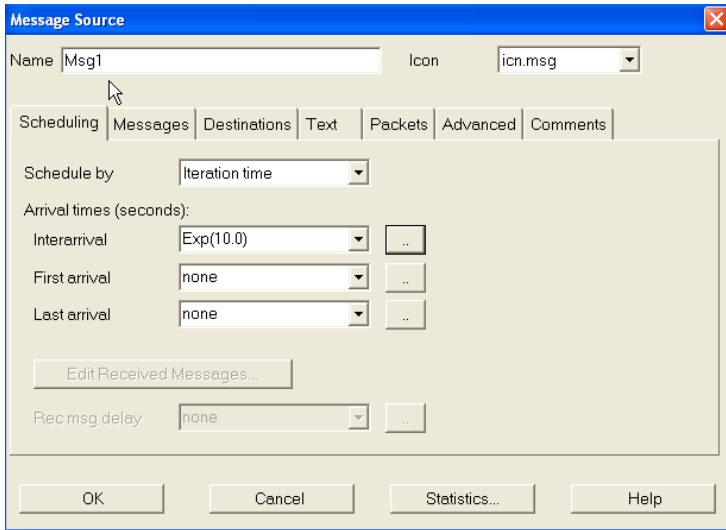 Message Source
Name Msg1 Icon icn.msg
Scheduling Messages Destinations Text Packets Advanced Comments
Schedule by Iteration time
Arrival times (seconds):
Interarrival Exp(10.0) ..
First arrival none ..
Last arrival none ..
Edit Received Messages...
Rec msg delay none ..
OK Cancel Statistics... Help